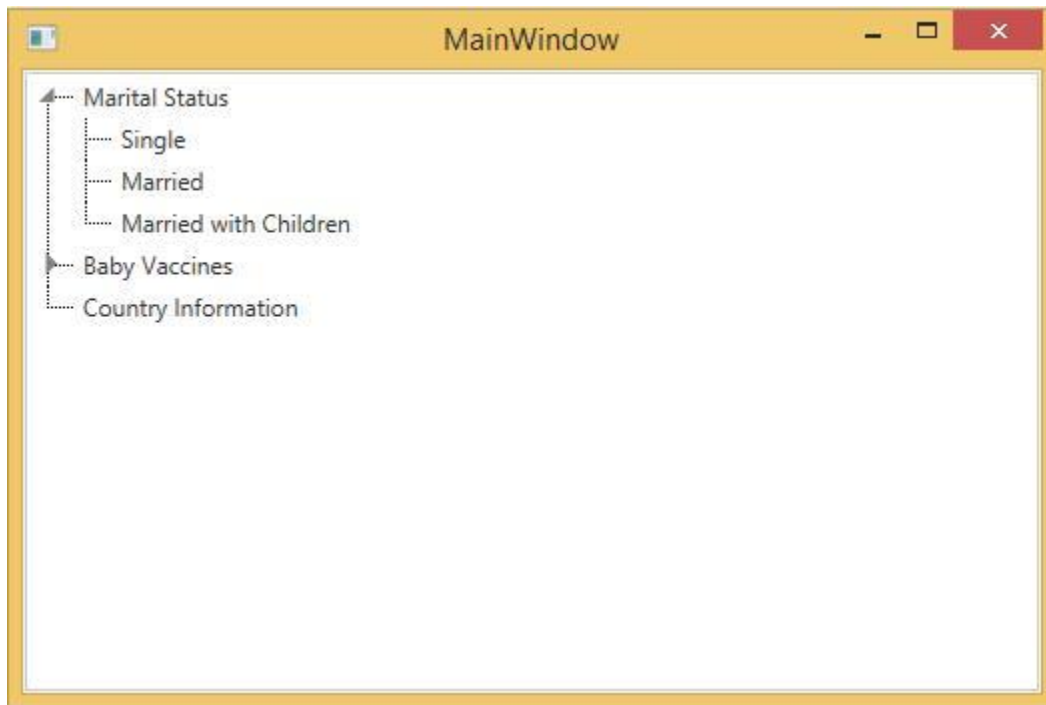 MainWindow
Marital Status
Single
Married
Married with Children
Baby Vaccines
Country Information